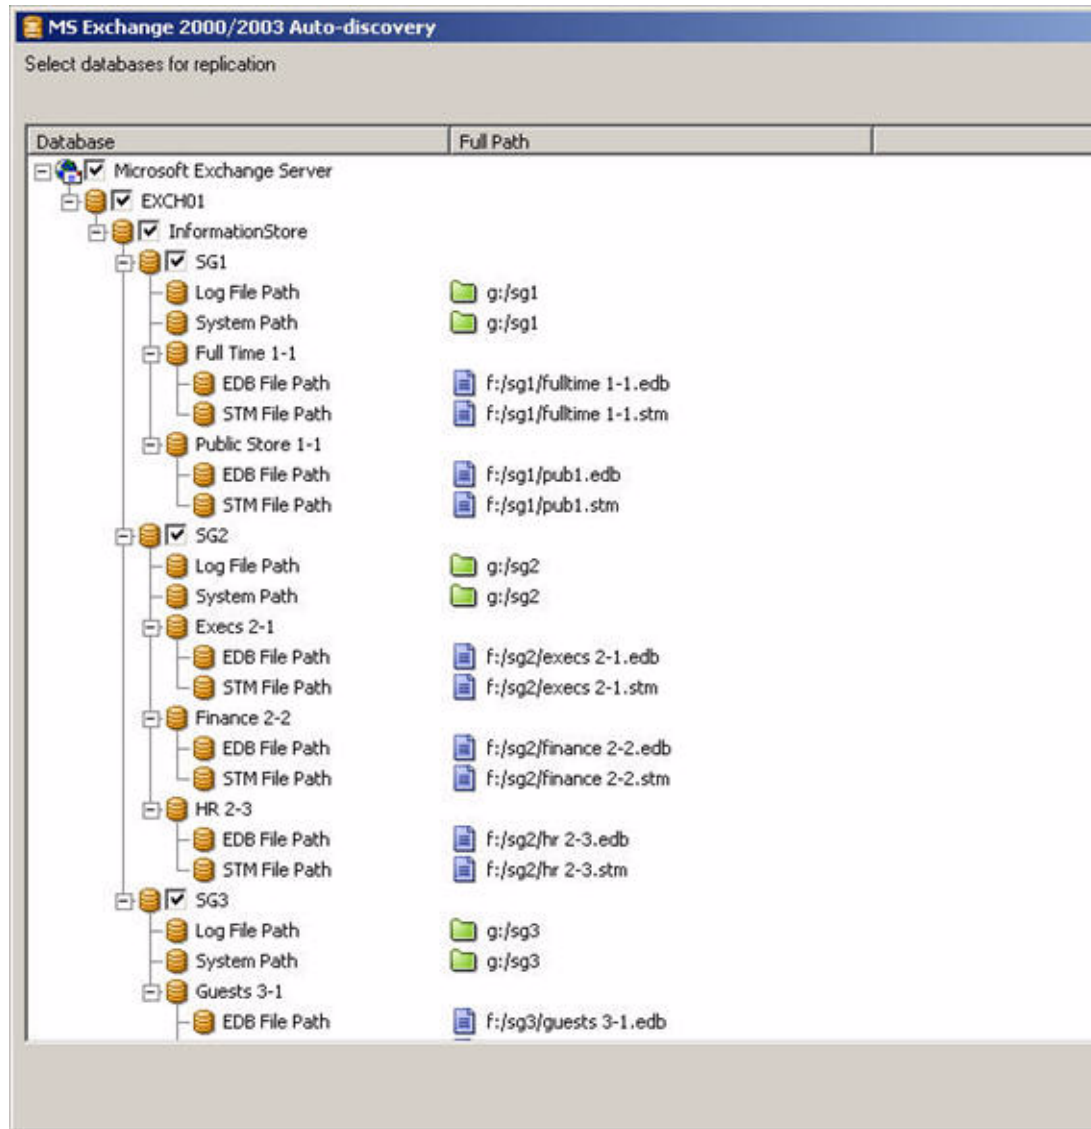 MS Exchange 2000/2003 Auto-discovery
Select databases for replication
Database Full Path
Microsoft Exchange Server
EXCH01
InformationStore
SG1
Log File Path g:/sg1
System Path g:/sg1
Full Time 1-1
EDB File Path f:/sg1/fulltime 1-1.edb
STM File Path f:/sg1/fulltime 1-1.stm
Public Store 1-1
EDB File Path f:/sg1/pub1.edb
STM File Path f:/sg1/pub1.stm
SG2
Log File Path g:/sg2
System Path g:/sg2
Execs 2-1
EDB File Path f:/sg2/execs 2-1.edb
STM File Path f:/sg2/execs 2-1.stm
Finance 2-2
EDB File Path f:/sg2/finance 2-2.edb
STM File Path f:/sg2/finance 2-2.stm
HR 2-3
EDB File Path f:/sg2/hr 2-3.edb
STM File Path f:/sg2/hr 2-3.stm
SG3
Log File Path g:/sg3
System Path g:/sg3
Guests 3-1
EDB File Path f:/sg3/guests 3-1.edb